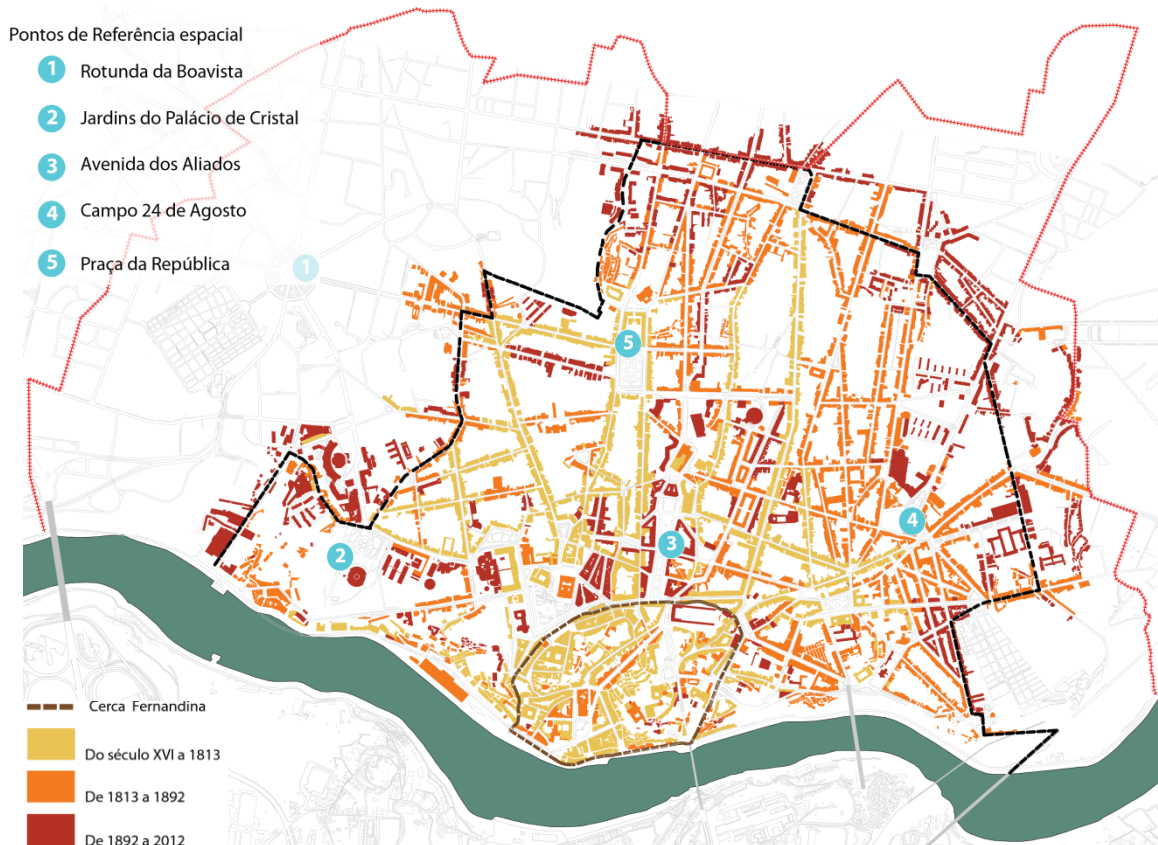 Pontos de Referência espacial
1 Rotunda da Boavista
2 Jardins do Palácio de Cristal
3 Avenida dos Aliados
4 Campo 24 de Agosto
5 Praça da República
1
5
4
3
2
Cerca Fernandina
Do século XVI a 1813
De 1813 a 1892
De 1892 a 2012